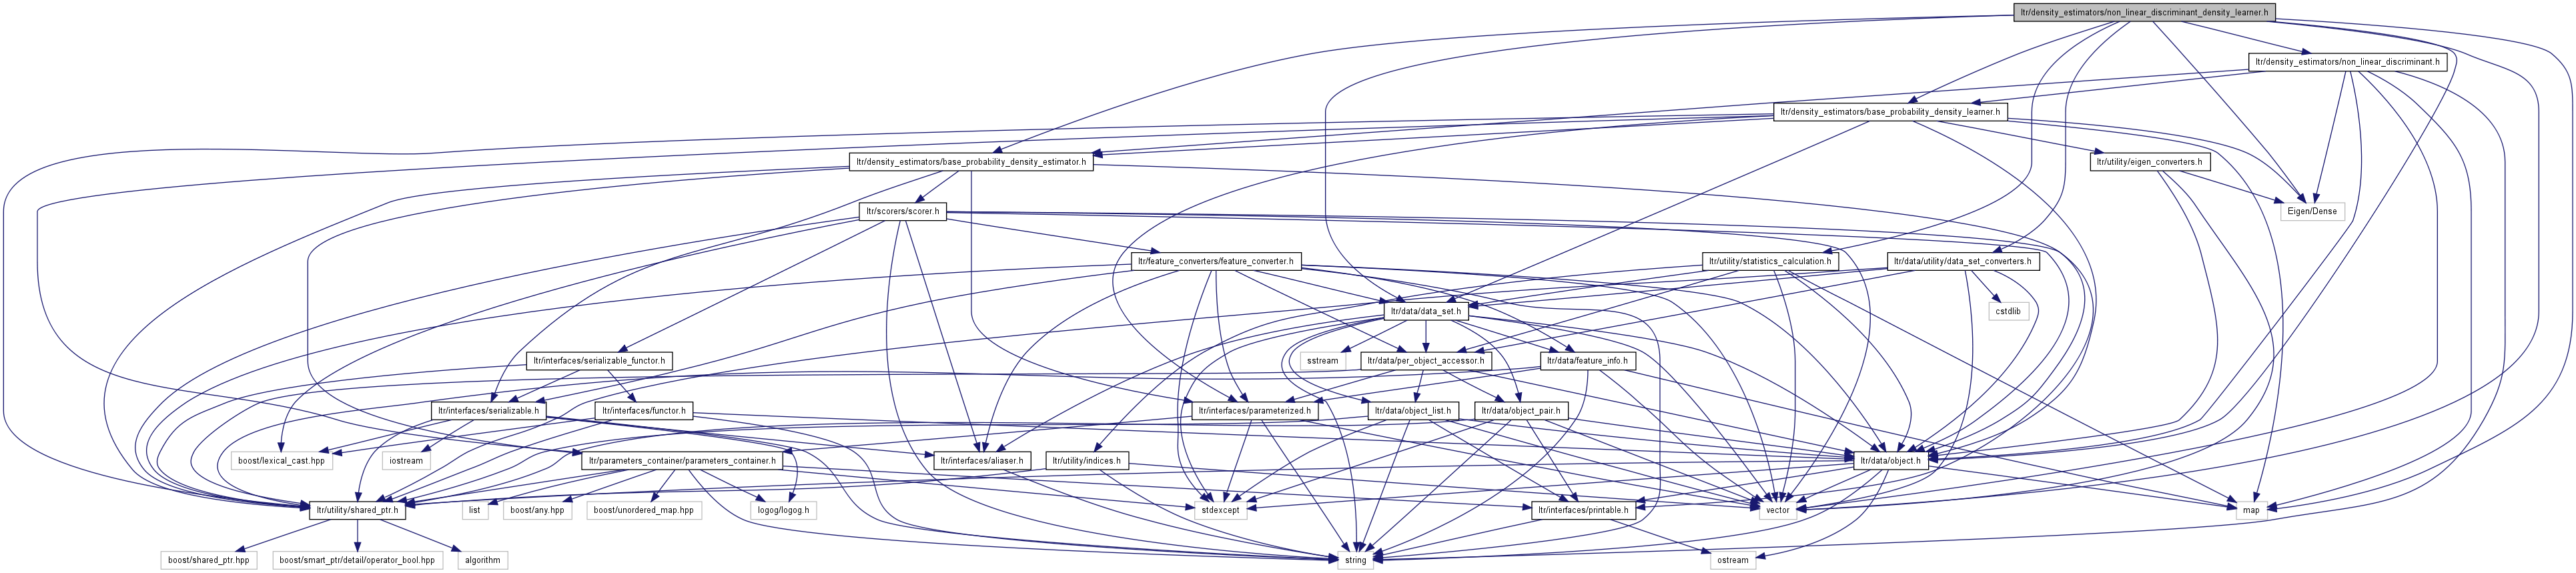 ltr/density_estimators/non_linear_discriminant_density_learner.h
ltr/density_estimators/non_linear_discriminant.h
ltr/density_estimators/base_probability_density_learner.h
ltr/density_estimators/base_probability_density_estimator.h
ltr/utility/eigen_converters.h
ltr/scorers/scorer.h
Eigen/Dense
ltr/feature_converters/feature_converter.h
ltr/utility/statistics_calculation.h
ltr/data/utility/data_set_converters.h
ltr/data/data_set.h
cstdlib
ltr/interfaces/serializable_functor.h
sstream
ltr/data/per_object_accessor.h
ltr/data/feature_info.h
ltr/interfaces/serializable.h
ltr/interfaces/functor.h
ltr/interfaces/parameterized.h
ltr/data/object_list.h
ltr/data/object_pair.h
boost/lexical_cast.hpp
iostream
ltr/parameters_container/parameters_container.h
ltr/interfaces/aliaser.h
ltr/utility/indices.h
ltr/data/object.h
ltr/utility/shared_ptr.h
list
boost/any.hpp
boost/unordered_map.hpp
logog/logog.h
stdexcept
ltr/interfaces/printable.h
vector
map
boost/shared_ptr.hpp
boost/smart_ptr/detail/operator_bool.hpp
algorithm
string
ostream